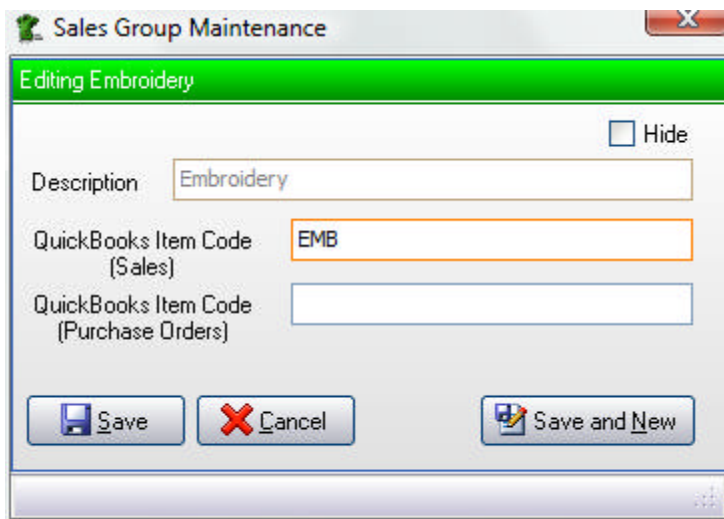 Sales Group Maintenance
X
Editing Embroidery
Hide
Description
Embroidery
QuickBooks Item Code
(Sales)
EMB
QuickBooks Item Code
(Purchase Orders)
Save
Cancel
Save and New